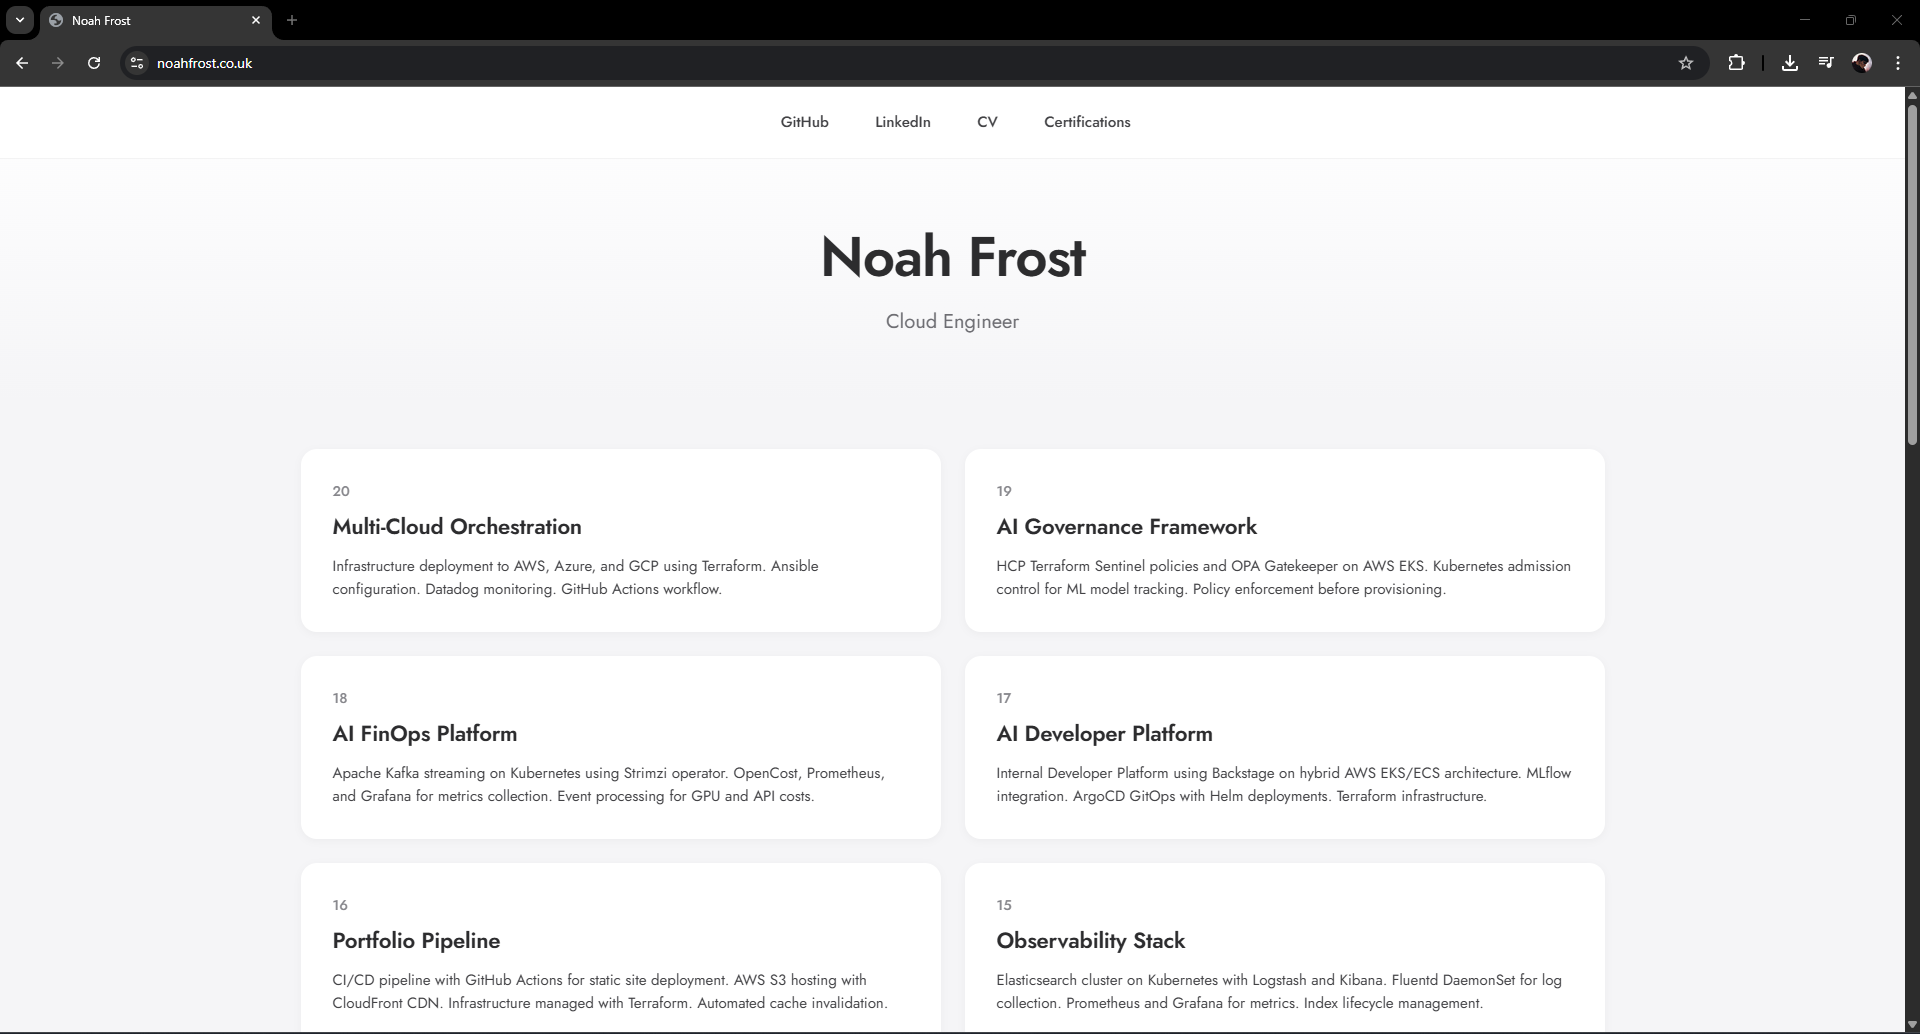 Noah Frost
noahfrost.co.uk
GitHub LinkedIn CV Certifications
Noah Frost
Cloud Engineer
20
Multi-Cloud Orchestration
Infrastructure deployment to AWS, Azure, and GCP using Terraform. Ansible
configuration. Datadog monitoring. GitHub Actions workflow.
19
AI Governance Framework
HCP Terraform Sentinel policies and OPA Gatekeeper on AWS EKS. Kubernetes admission
control for ML model tracking. Policy enforcement before provisioning.
18
AI FinOps Platform
Apache Kafka streaming on Kubernetes using Strimzi operator. OpenCost, Prometheus,
and Grafana for metrics collection. Event processing for GPU and API costs.
17
AI Developer Platform
Internal Developer Platform using Backstage on hybrid AWS EKS/ECS architecture. MLflow
integration. ArgoCD GitOps with Helm deployments. Terraform infrastructure.
16
Portfolio Pipeline
CI/CD pipeline with GitHub Actions for static site deployment. AWS S3 hosting with
CloudFront CDN. Infrastructure managed with Terraform. Automated cache invalidation.
15
Observability Stack
Elasticsearch cluster on Kubernetes with Logstash and Kibana. Fluentd DaemonSet for log
collection. Prometheus and Grafana for metrics. Index lifecycle management.